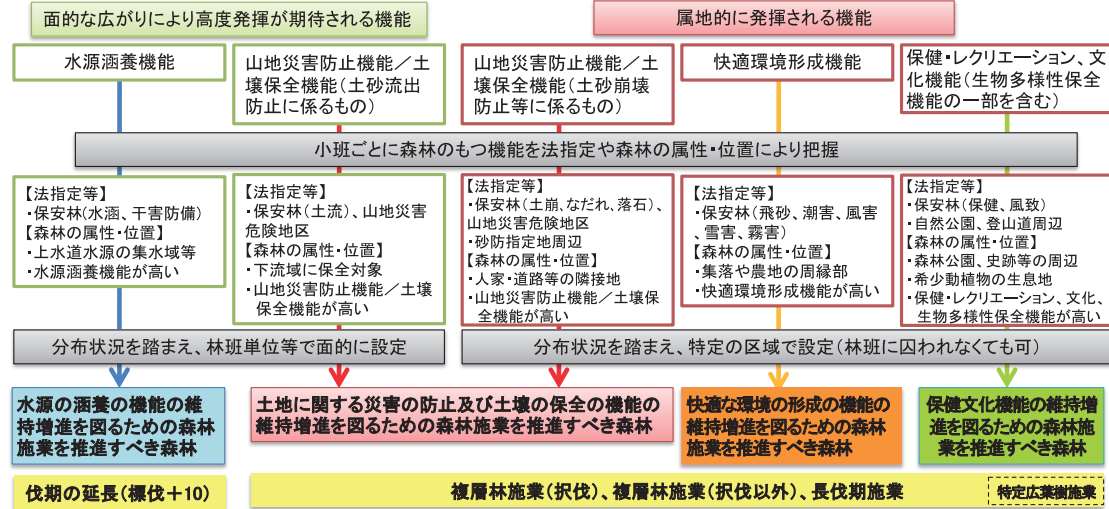 面的な広がりにより高度発揮が期待される機能
属地的に発揮される機能
水源涵養機能
山地災害防止機能／土
壌保全機能（土砂流出
防止に係るもの）
山地災害防止機能／土
壌保全機能（土砂崩壊
防止等に係るもの）
快適環境形成機能
保健・レクリエーション、文
化機能（生物多様性保全
機能の一部を含む）
小班ごとに森林のもつ機能を法指定や森林の属性・位置により把握
【法指定等】
・保安林（水涵、干害防備）
【森林の属性・位置】
・上水道水源の集水域等
・水源涵養機能が高い
【法指定等】
・保安林（土流）、山地災害
危険地区
【森林の属性・位置】
・下流域に保全対象
・山地災害防止機能／土壌
保全機能が高い
【法指定等】
・保安林（土崩、なだれ、落石）、
山地災害危険地区
・砂防指定地周辺
【森林の属性・位置】
・人家・道路等の隣接地
・山地災害防止機能／土壌保
全機能が高い
【法指定等】
・保安林（飛砂、潮害、風害
、雪害、霧害）
【森林の属性・位置】
・集落や農地の周縁部
・快適環境形成機能が高い
【法指定等】
・保安林（保健、風致）
・自然公園、登山道周辺
【森林の属性・位置】
・森林公園、史跡等の周辺
・希少動植物の生息地
・保健・レクリエーション、文化、
生物多様性保全機能が高い
分布状況を踏まえ、林班単位等で面的に設定
分布状況を踏まえ、特定の区域で設定（林班に囚われなくても可）
水源の涵養の機能の維
持増進を図るための森林
施業を推進すべき森林
土地に関する災害の防止及び土壌の保全の機能の
維持増進を図るための森林施業を推進すべき森林
快適な環境の形成の機能の
維持増進を図るための森林
施業を推進すべき森林
保健文化機能の維持増
進を図るための森林施
業を推進すべき森林
伐期の延長（標伐＋10）
複層林施業（択伐）、複層林施業（択伐以外）、長伐期施業
特定広葉樹施業